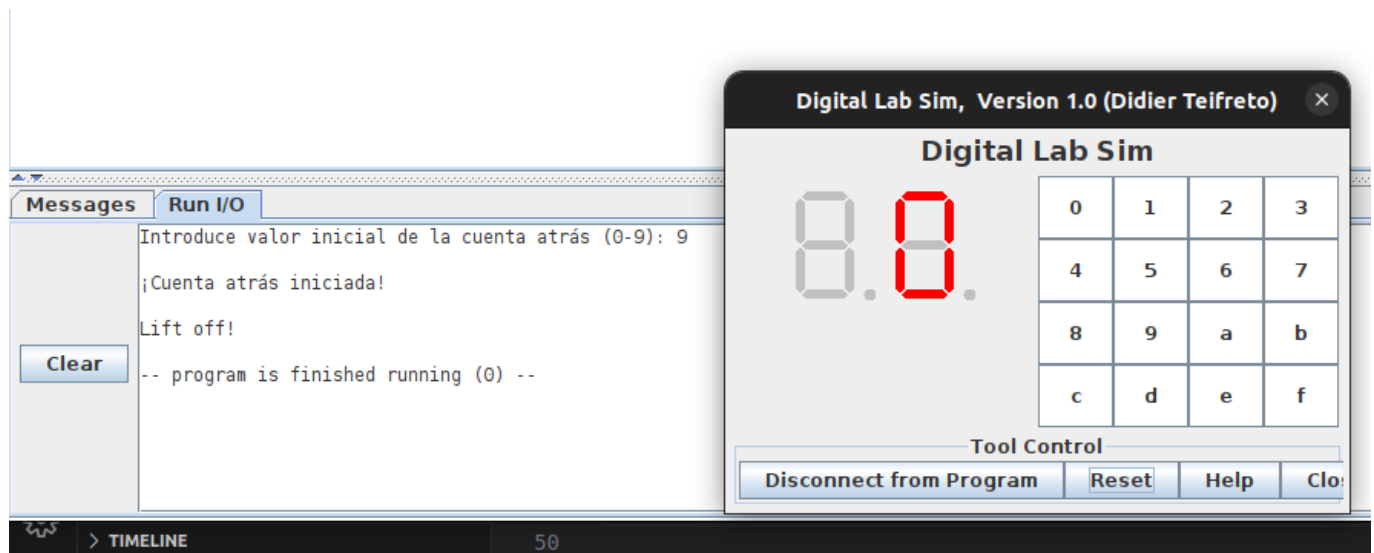 Digital Lab Sim, Version 1.0 (Didier Teifreto)
Digital Lab Sim
Messages
Run I/O
Introduce valor inicial de la cuenta atrás (0-9): 9
¡Cuenta atrás iniciada!
Lift off!
-- program is finished running (0) --
Clear
0
0 1 2 3
4 5 6 7
8 9 a b
c d e f
Tool Control
Disconnect from Program
Reset
Help
Clo
> TIMELINE
50